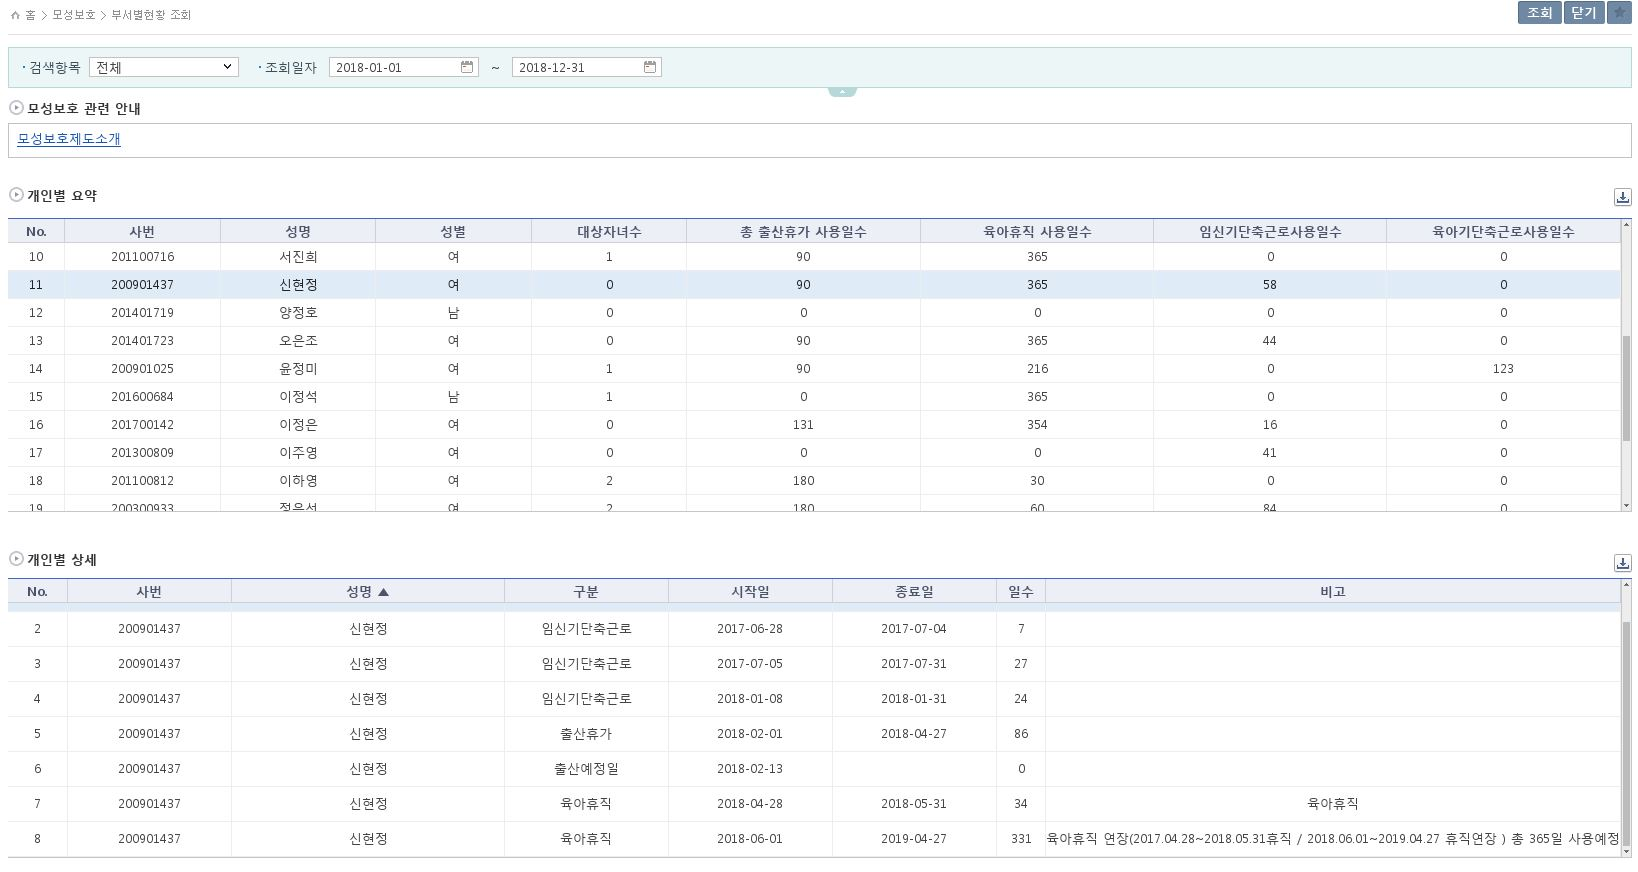 홈 > 모성보호 > 부서별현황 조회
조회 닫기
검색항목 전체 조회일자 2018-01-01 ~ 2018-12-31
모성보호 관련 안내
모성보호제도소개
개인별 요약
No. 사번 성명 성별 대상자녀수 총 출산휴가 사용일수 육아휴직 사용일수 임신기단축근로사용일수 육아기단축근로사용일수
10 201100716 서진희 여 1 90 365 0 0
11 200901437 신현정 여 0 90 365 58 0
12 201401719 양정호 남 0 0 0 0 0
13 201401723 오은조 여 0 90 365 44 0
14 200901025 윤정미 여 1 90 216 0 123
15 201600684 이정석 남 1 0 365 0 0
16 201700142 이정은 여 0 131 354 16 0
17 201300809 이주영 여 0 0 0 41 0
18 201100812 이하영 여 2 180 30 0 0
19 200300933 여 2 180 60 84 0
개인별 상세
No. 사번 성명 ▲ 구분 시작일 종료일 일수 비고
2 200901437 신현정 임신기단축근로 2017-06-28 2017-07-04 7
3 200901437 신현정 임신기단축근로 2017-07-05 2017-07-31 27
4 200901437 신현정 임신기단축근로 2018-01-08 2018-01-31 24
5 200901437 신현정 출산휴가 2018-02-01 2018-04-27 86
6 200901437 신현정 출산예정일 2018-02-13 0
7 200901437 신현정 육아휴직 2018-04-28 2018-05-31 34 육아휴직
8 200901437 신현정 육아휴직 2018-06-01 2019-04-27 331 육아휴직 연장(2017.04.28~2018.05.31휴직 / 2018.06.01~2019.04.27 휴직연장 ) 총 365일 사용예정